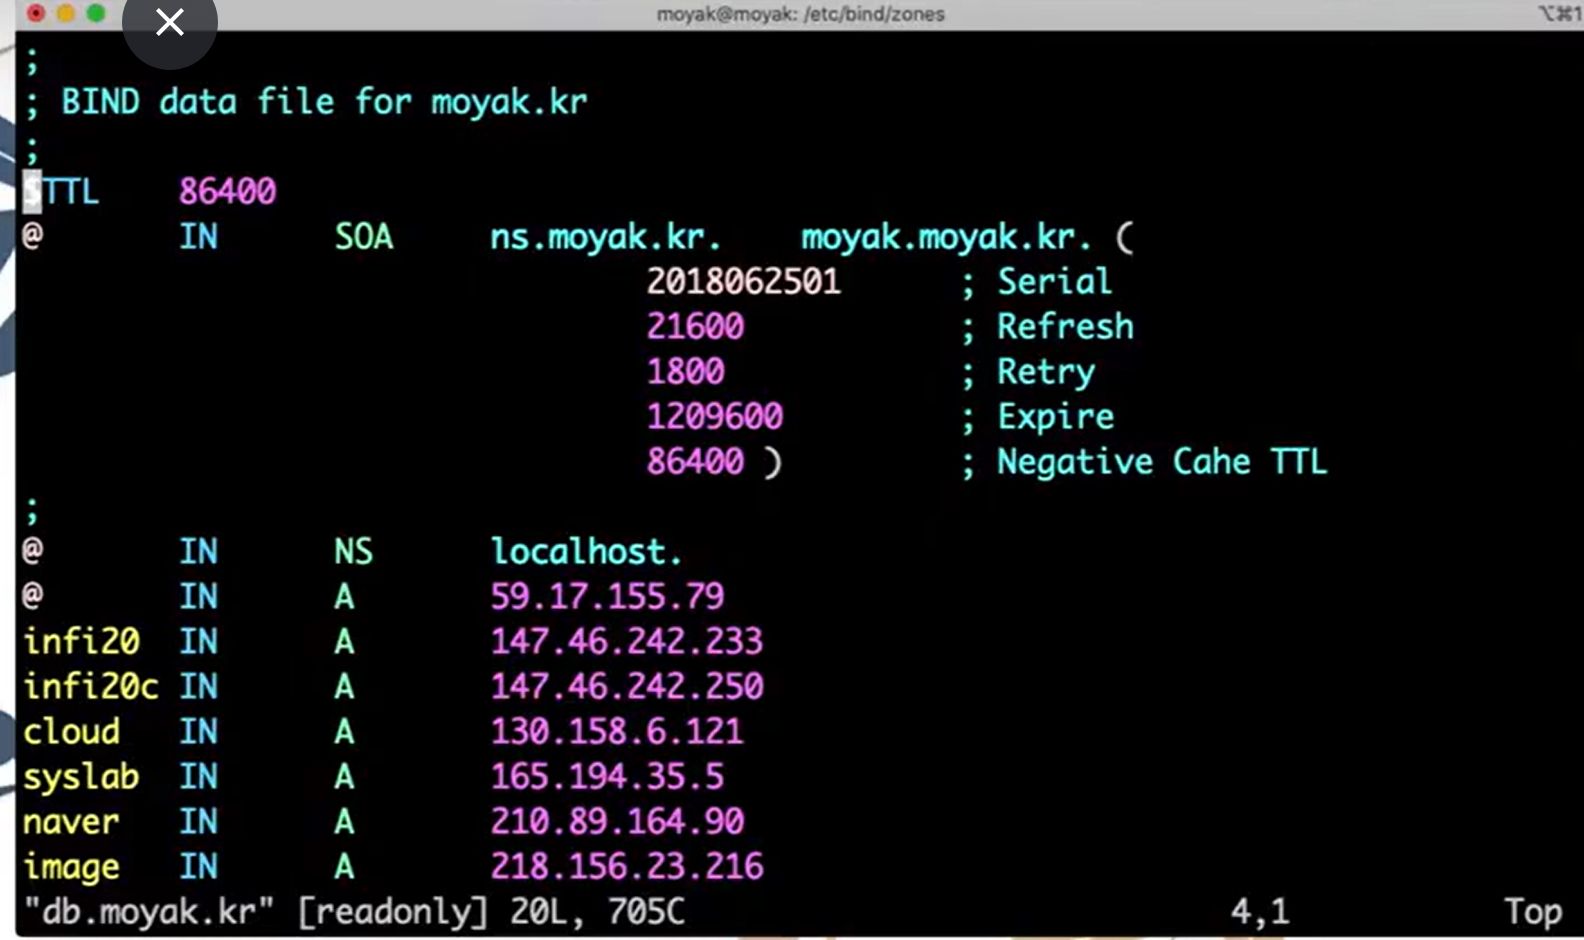 moyak@moyak: /etc/bind/zones ⌥⌘1
;
; BIND data file for moyak.kr
;
$TTL 86400
@ IN SOA ns.moyak.kr. moyak.moyak.kr. (
2018062501 ; Serial
21600 ; Refresh
1800 ; Retry
1209600 ; Expire
86400 ) ; Negative Cahe TTL
;
@ IN NS localhost.
@ IN A 59.17.155.79
infi20 IN A 147.46.242.233
infi20c IN A 147.46.242.250
cloud IN A 130.158.6.121
syslab IN A 165.194.35.5
naver IN A 210.89.164.90
image IN A 218.156.23.216
"db.moyak.kr" [readonly] 20L, 705C 4,1 Top